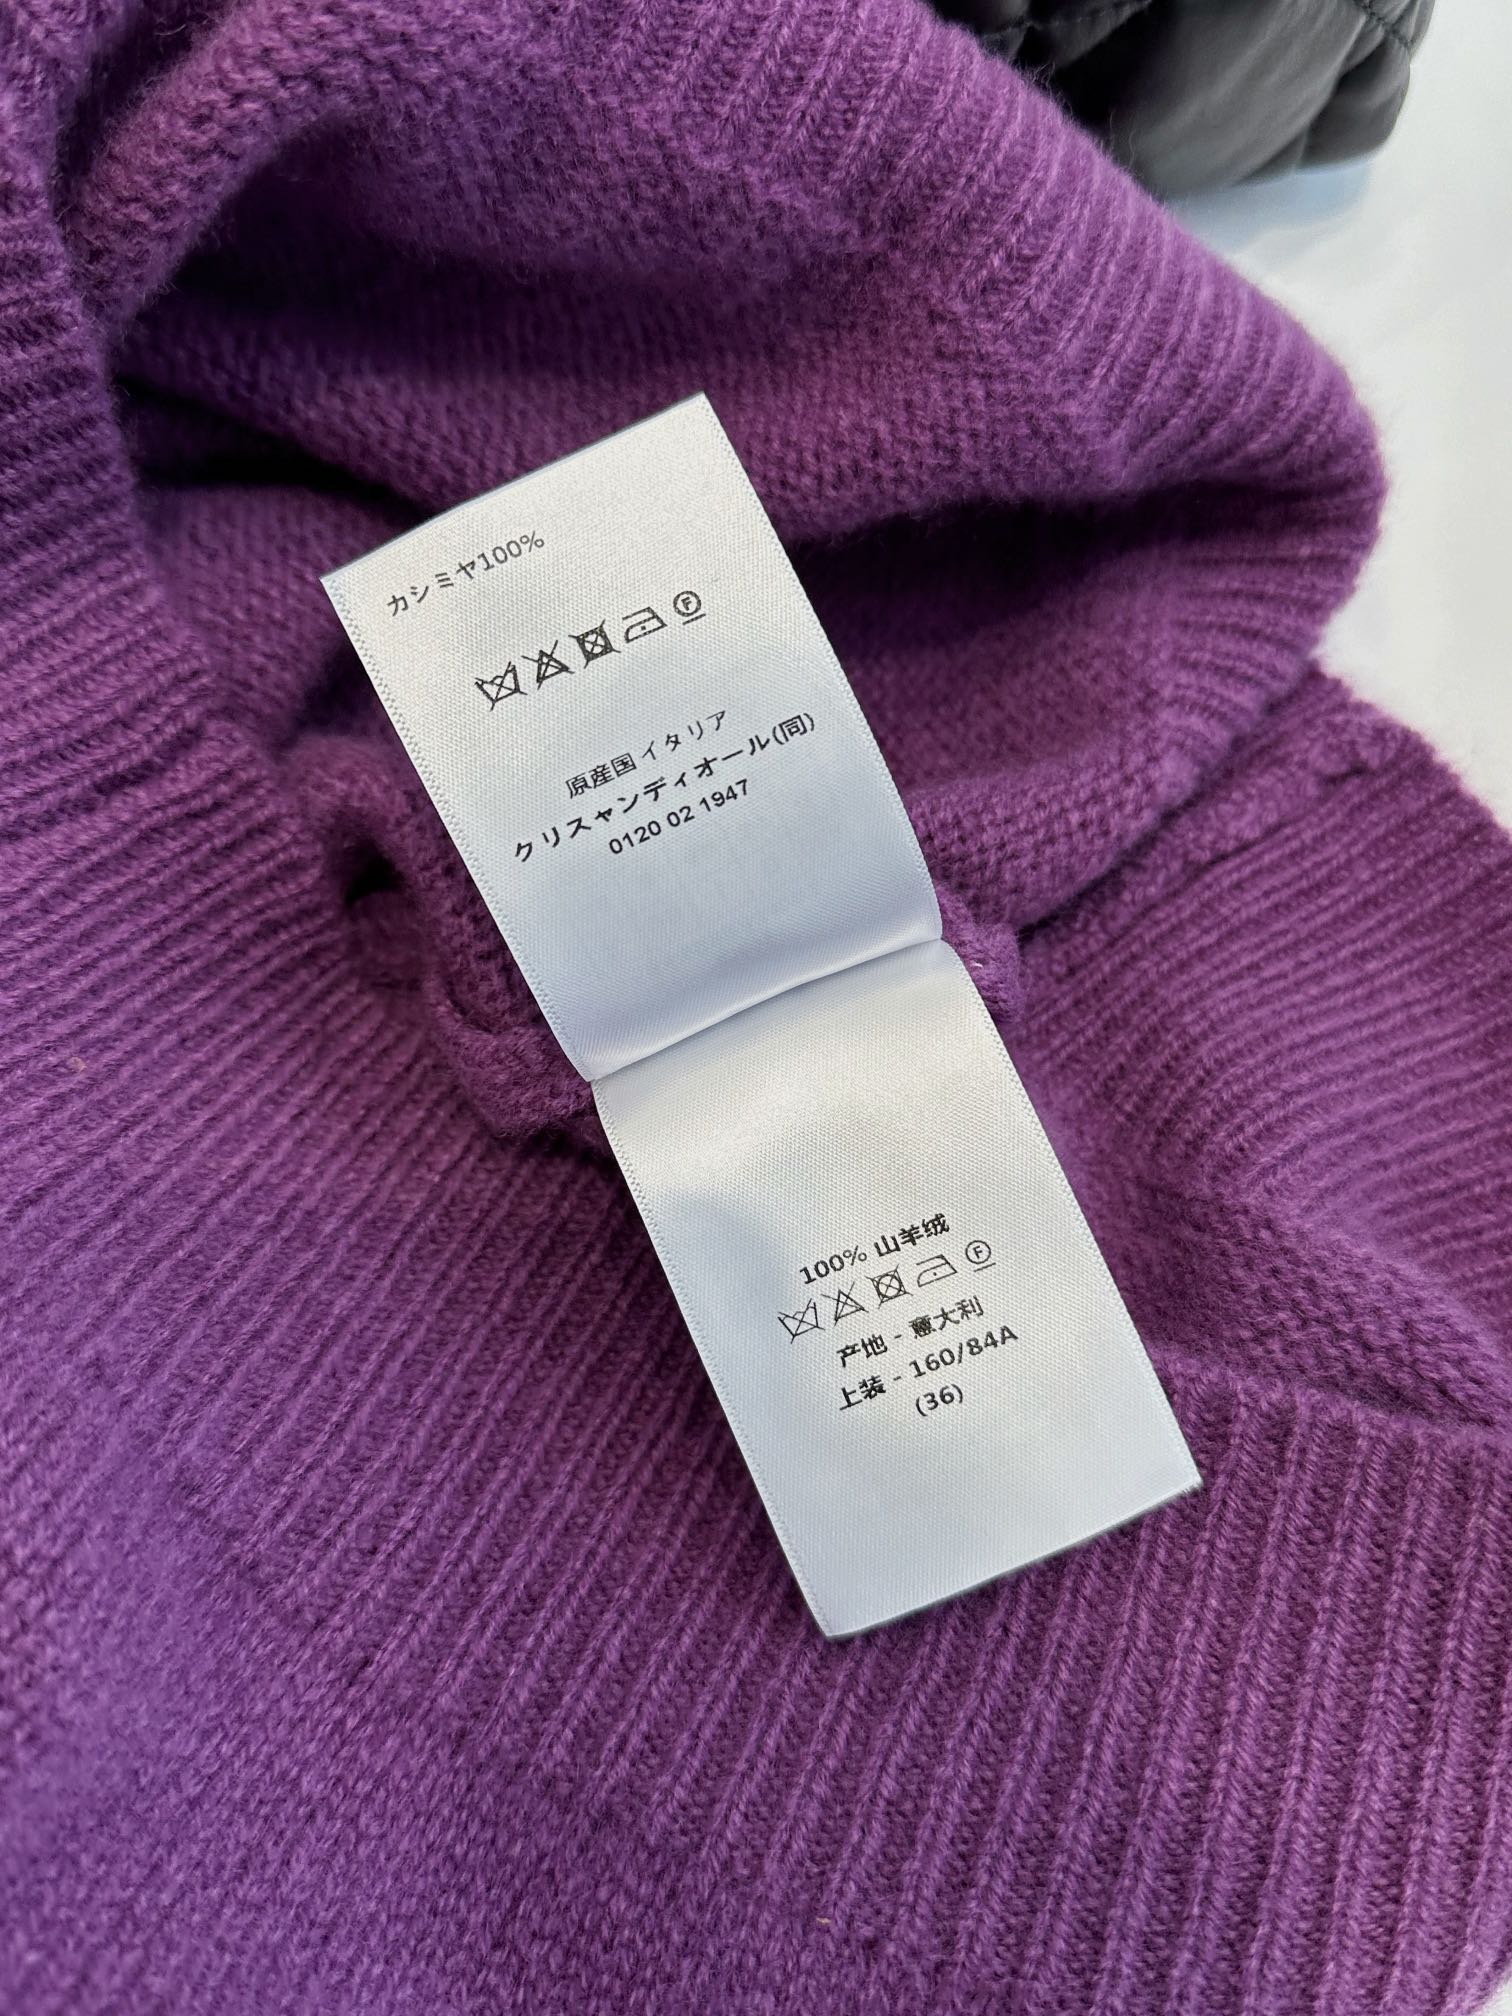 カシミヤ100%
F
原産国イタリア
クリスャンディオール(同)
0120 02 1947
100% 山羊绒
F
产地 - 意大利
上装 - 160/84A
(36)